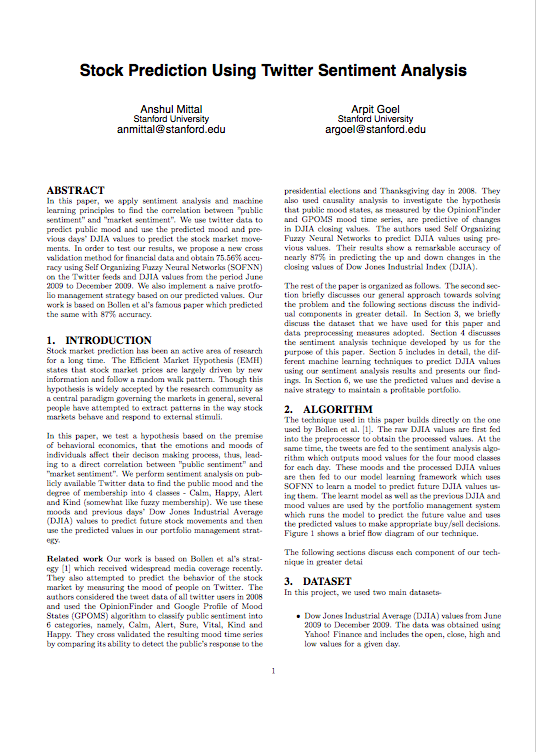 Stock Prediction Using Twitter Sentiment Analysis
Anshul Mittal
Stanford University
anmittal@stanford.edu
Arpit Goel
Stanford University
argoel@stanford.edu
ABSTRACT
In this paper, we apply sentiment analysis and machine
learning principles to find the correlation between "public
sentiment" and "market sentiment". We use twitter data to
predict public mood and use the predicted mood and pre-
vious days' DJIA values to predict the stock market move-
ments. In order to test our results, we propose a new cross
validation method for financial data and obtain 75.56% accu-
racy using Self Organizing Fuzzy Neural Networks (SOFNN)
on the Twitter feeds and DJIA values from the period June
2009 to December 2009. We also implement a naive protfo-
lio management strategy based on our predicted values. Our
work is based on Bollen et al's famous paper which predicted
the same with 87% accuracy.
1. INTRODUCTION
Stock market prediction has been an active area of research
for a long time. The Efficient Market Hypothesis (EMH)
states that stock market prices are largely driven by new
information and follow a random walk pattern. Though this
hypothesis is widely accepted by the research community as
a central paradigm governing the markets in general, several
people have attempted to extract patterns in the way stock
markets behave and respond to external stimuli.
In this paper, we test a hypothesis based on the premise
of behavioral economics, that the emotions and moods of
individuals affect their decison making process, thus, lead-
ing to a direct correlation between "public sentiment" and
"market sentiment". We perform sentiment analysis on pub-
licly available Twitter data to find the public mood and the
degree of membership into 4 classes - Calm, Happy, Alert
and Kind (somewhat like fuzzy membership). We use these
moods and previous days' Dow Jones Industrial Average
(DJIA) values to predict future stock movements and then
use the predicted values in our portfolio management strat-
egy.
Related work Our work is based on Bollen et al's strat-
egy [1] which received widespread media coverage recently.
They also attempted to predict the behavior of the stock
market by measuring the mood of people on Twitter. The
authors considered the tweet data of all twitter users in 2008
and used the OpinionFinder and Google Profile of Mood
States (GPOMS) algorithm to classify public sentiment into
6 categories, namely, Calm, Alert, Sure, Vital, Kind and
Happy. They cross validated the resulting mood time series
by comparing its ability to detect the public's response to the
presidential elections and Thanksgiving day in 2008. They
also used causality analysis to investigate the hypothesis
that public mood states, as measured by the OpinionFinder
and GPOMS mood time series, are predictive of changes
in DJIA closing values. The authors used Self Organizing
Fuzzy Neural Networks to predict DJIA values using pre-
vious values. Their results show a remarkable accuracy of
nearly 87% in predicting the up and down changes in the
closing values of Dow Jones Industrial Index (DJIA).
The rest of the paper is organized as follows. The second sec-
tion briefly discusses our general approach towards solving
the problem and the following sections discuss the individ-
ual components in greater detail. In Section 3, we briefly
discuss the dataset that we have used for this paper and
data preprocessing measures adopted. Section 4 discusses
the sentiment analysis technique developed by us for the
purpose of this paper. Section 5 includes in detail, the dif-
ferent machine learning techniques to predict DJIA values
using our sentiment analysis results and presents our find-
ings. In Section 6, we use the predicted values and devise a
naive strategy to maintain a profitable portfolio.
2. ALGORITHM
The technique used in this paper builds directly on the one
used by Bollen et al. [1]. The raw DJIA values are first fed
into the preprocessor to obtain the processed values. At the
same time, the tweets are fed to the sentiment analysis algo-
rithm which outputs mood values for the four mood classes
for each day. These moods and the processed DJIA values
are then fed to our model learning framework which uses
SOFNN to learn a model to predict future DJIA values us-
ing them. The learnt model as well as the previous DJIA and
mood values are used by the portfolio management system
which runs the model to predict the future value and uses
the predicted values to make appropriate buy/sell decisions.
Figure 1 shows a brief flow diagram of our technique.
The following sections discuss each component of our tech-
nique in greater detai
3. DATASET
In this project, we used two main datasets-
• Dow Jones Industrial Average (DJIA) values from June
2009 to December 2009. The data was obtained using
Yahoo! Finance and includes the open, close, high and
low values for a given day.
1